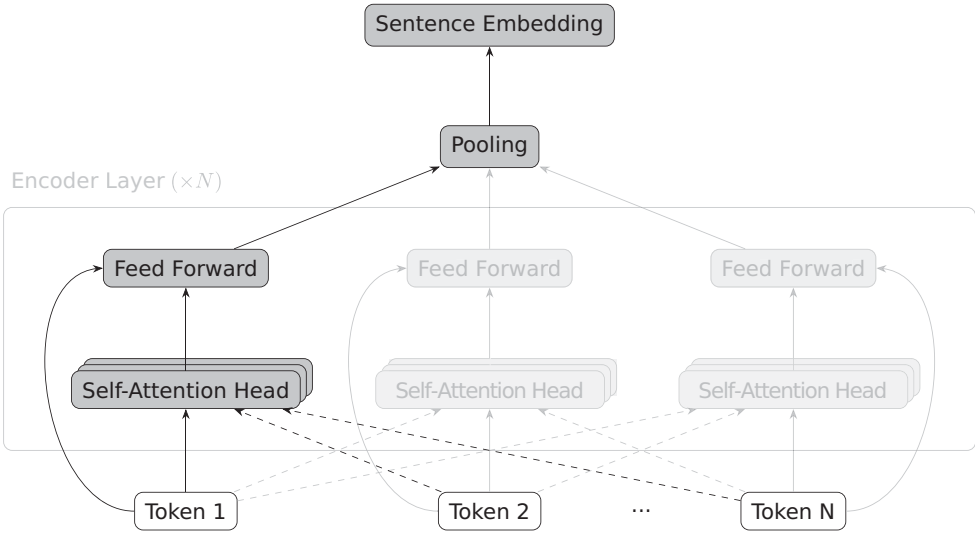 Sentence Embedding
Pooling
Encoder Layer (×N)
Feed Forward
Feed Forward
Feed Forward
Self-Attention Head
Self-Attention Head
Self-Attention Head
Token 1
Token 2
...
Token N